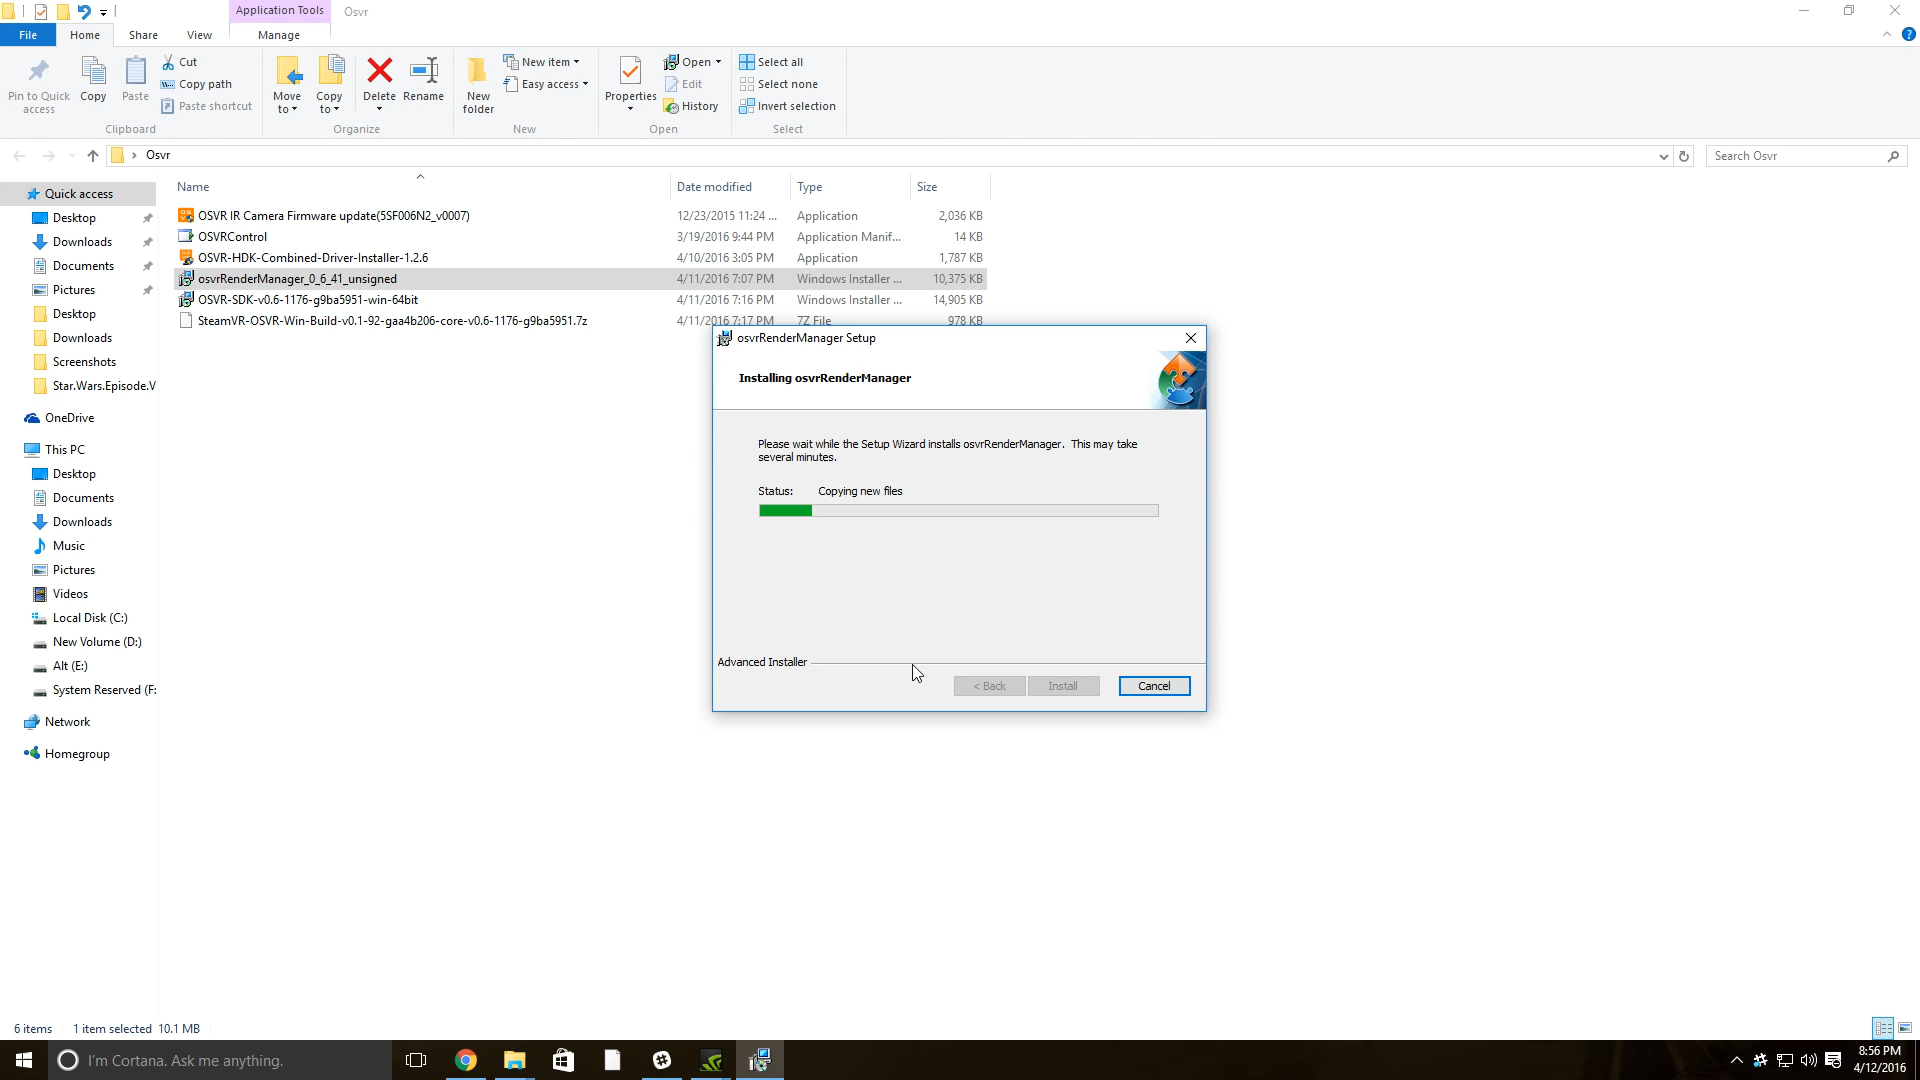 Application Tools
Osvr
File
Home
Share
View
Manage
Pin to Quick access
Copy
Paste
Cut
Copy path
Paste shortcut
Clipboard
Move to
Copy to
Delete
Rename
Organize
New folder
New item
Easy access
New
Properties
Open
Edit
History
Open
Select all
Select none
Invert selection
Select
Osvr
Search Osvr
Name
Date modified
Type
Size
OSVR IR Camera Firmware update(5SF006N2_v0007) 12/23/2015 11:24 ... Application 2,036 KB
OSVRControl 3/19/2016 9:44 PM Application Manif... 14 KB
OSVR-HDK-Combined-Driver-Installer-1.2.6 4/10/2016 3:05 PM Application 1,787 KB
osvrRenderManager_0_6_41_unsigned 4/11/2016 7:07 PM Windows Installer ... 10,375 KB
OSVR-SDK-v0.6-1176-g9ba5951-win-64bit 4/11/2016 7:16 PM Windows Installer ... 14,905 KB
SteamVR-OSVR-Win-Build-v0.1-92-gaa4b206-core-v0.6-1176-g9ba5951.7z 4/11/2016 7:17 PM 7Z File 978 KB
Quick access
Desktop
Downloads
Documents
Pictures
Desktop
Downloads
Screenshots
Star.Wars.Episode.V
OneDrive
This PC
Desktop
Documents
Downloads
Music
Pictures
Videos
Local Disk (C:)
New Volume (D:)
Alt (E:)
System Reserved (F:
Network
Homegroup
osvrRenderManager Setup
Installing osvrRenderManager
Please wait while the Setup Wizard installs osvrRenderManager. This may take
several minutes.
Status: Copying new files
Advanced Installer
< Back
Install
Cancel
6 items 1 item selected 10.1 MB
I'm Cortana. Ask me anything.
8:56 PM
4/12/2016